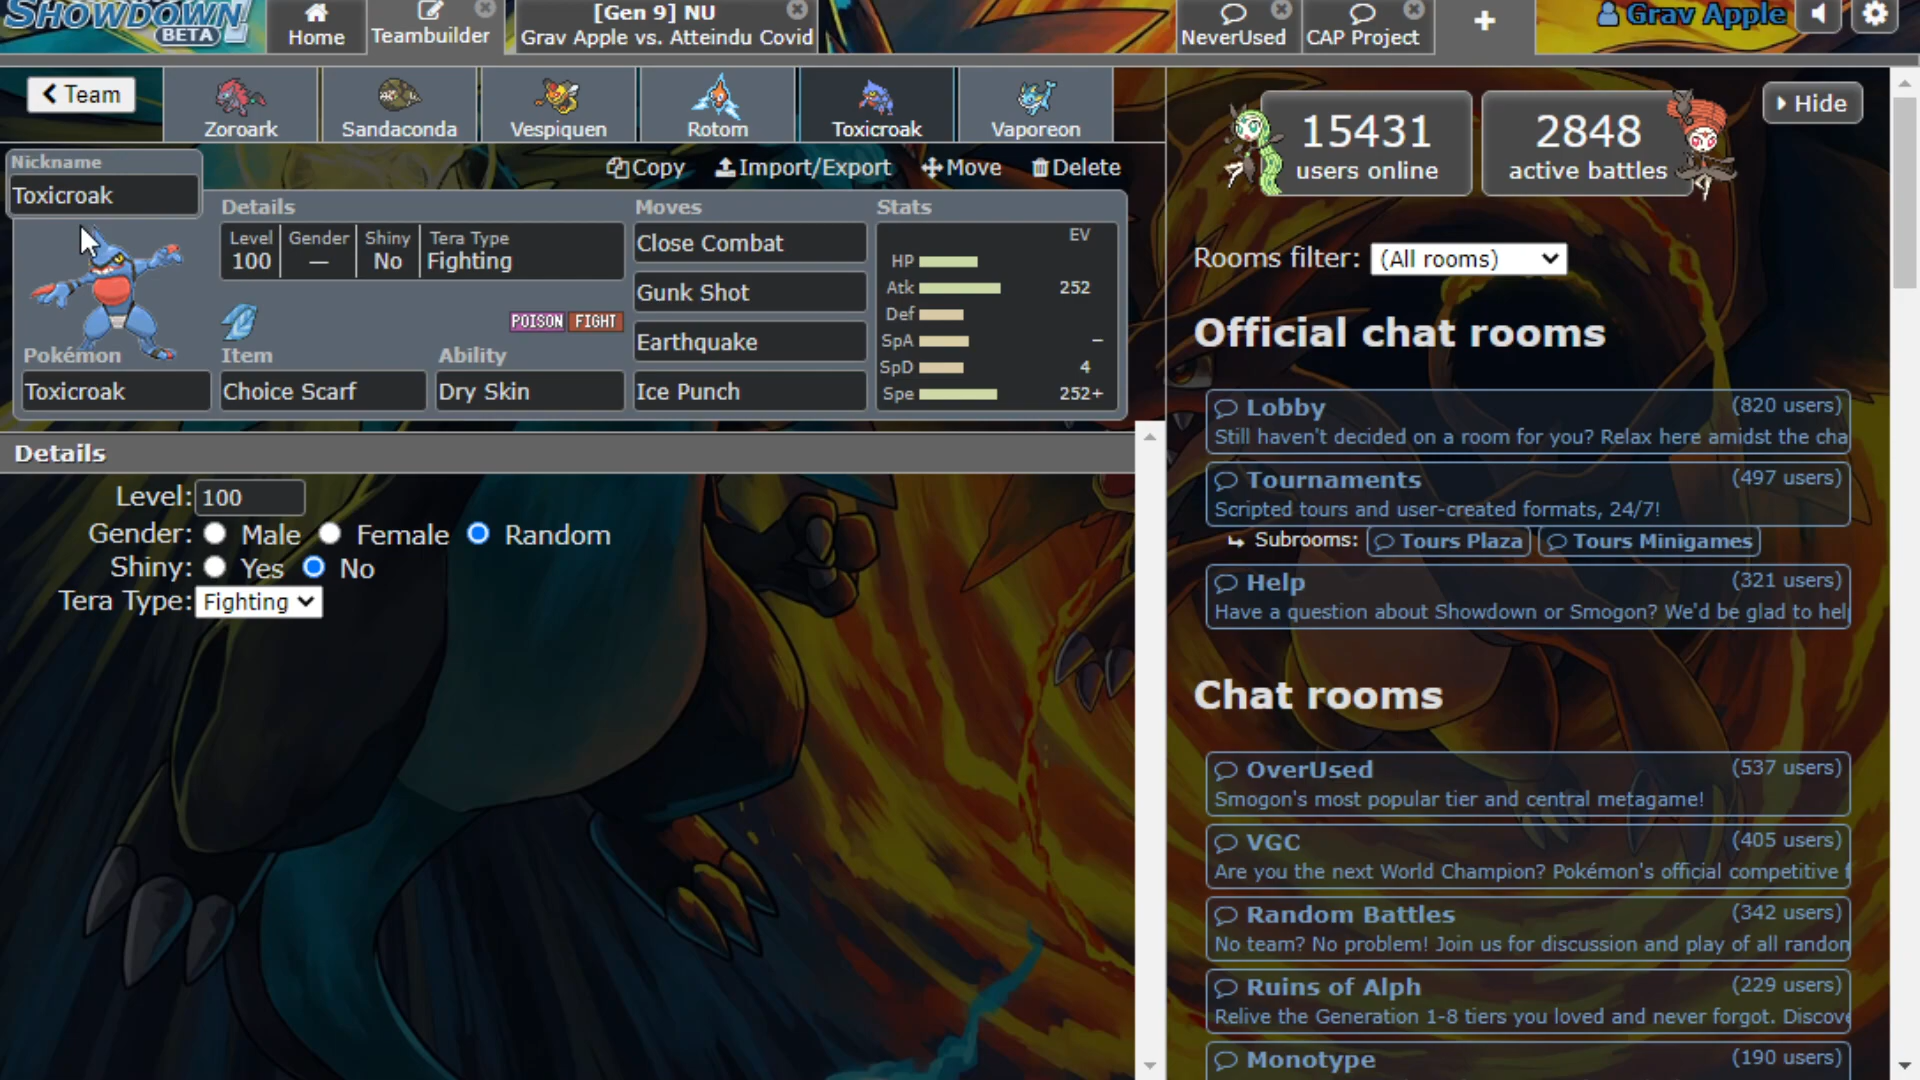 SHOWDOWN
BETA
Home
Teambuilder
[Gen 9] NU
Grav Apple vs. Atteindu Covid
NeverUsed
CAP Project
+
Grav Apple
Team
Zoroark
Sandaconda
Vespiquen
Rotom
Toxicroak
Vaporeon
Hide
15431
users online
2848
active battles
Nickname
Toxicroak
Copy
Import/Export
Move
Delete
Details
Level
100
Gender
—
Shiny
No
Tera Type
Fighting
POISON FIGHT
Pokémon
Toxicroak
Item
Choice Scarf
Ability
Dry Skin
Moves
Close Combat
Gunk Shot
Earthquake
Ice Punch
Stats
EV
HP
Atk 252
Def
SpA –
SpD 4
Spe 252+
Details
Level: 100
Gender: Male Female Random
Shiny: Yes No
Tera Type: Fighting
Rooms filter: (All rooms)
Official chat rooms
Lobby (820 users)
Still haven't decided on a room for you? Relax here amidst the cha
Tournaments (497 users)
Scripted tours and user-created formats, 24/7!
Subrooms: Tours Plaza Tours Minigames
Help (321 users)
Have a question about Showdown or Smogon? We'd be glad to hel
Chat rooms
OverUsed (537 users)
Smogon's most popular tier and central metagame!
VGC (405 users)
Are you the next World Champion? Pokémon's official competitive
Random Battles (342 users)
No team? No problem! Join us for discussion and play of all random
Ruins of Alph (229 users)
Relive the Generation 1-8 tiers you loved and never forgot. Discove
Monotype (190 users)